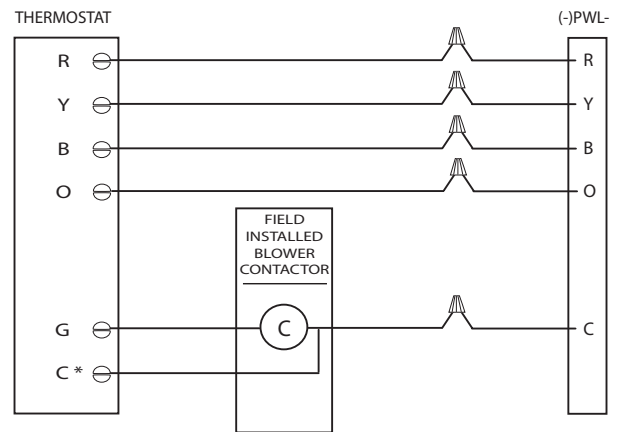 THERMOSTAT
(-)PWL-
R
R
Y
Y
B
B
O
O
FIELD
INSTALLED
BLOWER
CONTACTOR
G
C
C
C *